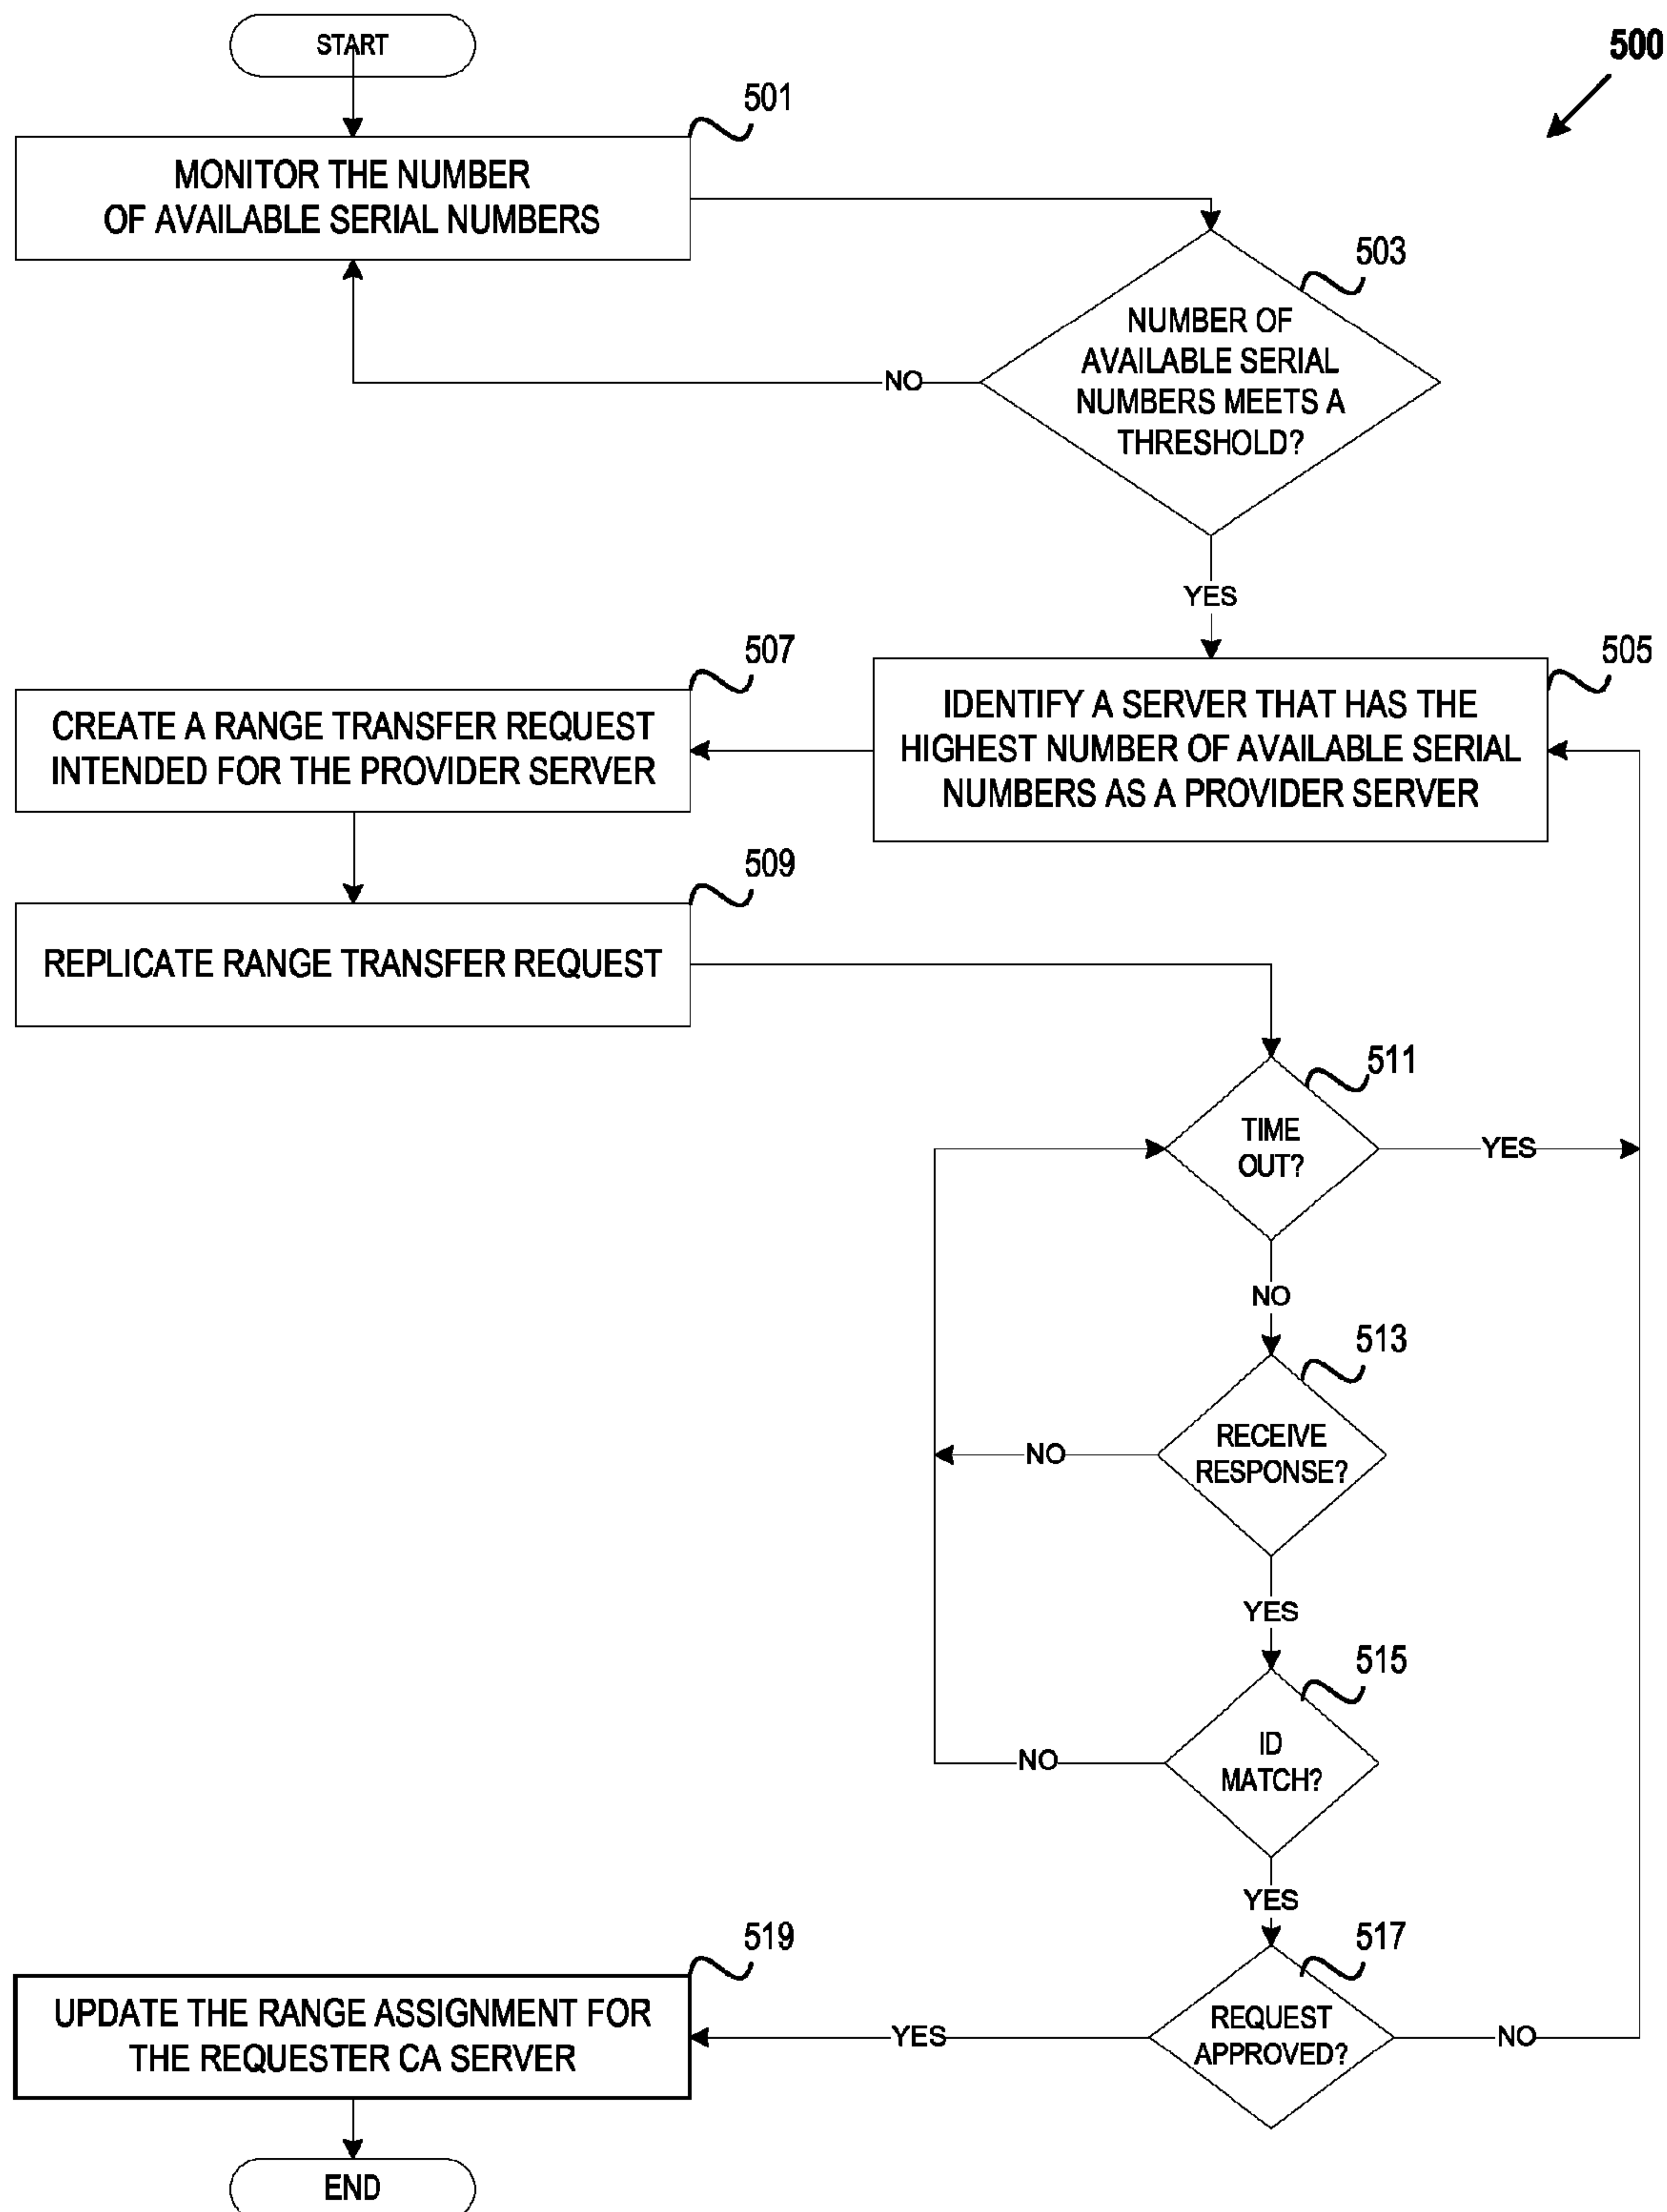 START
500
501
MONITOR THE NUMBER
OF AVAILABLE SERIAL NUMBERS
503
NUMBER OF
AVAILABLE SERIAL
NUMBERS MEETS A
THRESHOLD?
NO
YES
505
IDENTIFY A SERVER THAT HAS THE
HIGHEST NUMBER OF AVAILABLE SERIAL
NUMBERS AS A PROVIDER SERVER
507
CREATE A RANGE TRANSFER REQUEST
INTENDED FOR THE PROVIDER SERVER
509
REPLICATE RANGE TRANSFER REQUEST
511
TIME
OUT?
YES
NO
513
RECEIVE
RESPONSE?
NO
YES
515
ID
MATCH?
NO
YES
517
REQUEST
APPROVED?
NO
YES
519
UPDATE THE RANGE ASSIGNMENT FOR
THE REQUESTER CA SERVER
END